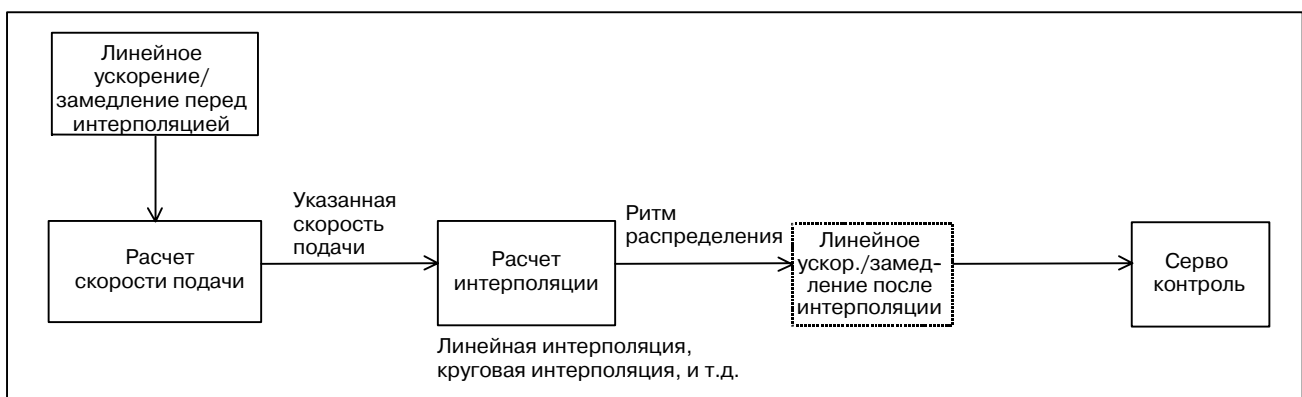 Линейное
ускорение/
замедление перед
интерполяцией
Указанная
скорость
подачи
Ритм
распределения
Расчет
скорости подачи
Расчет
интерполяции
Линейное
ускор./замед-
ление после
интерполяции
Серво
контроль
Линейная интерполяция,
круговая интерполяция, и т.д.